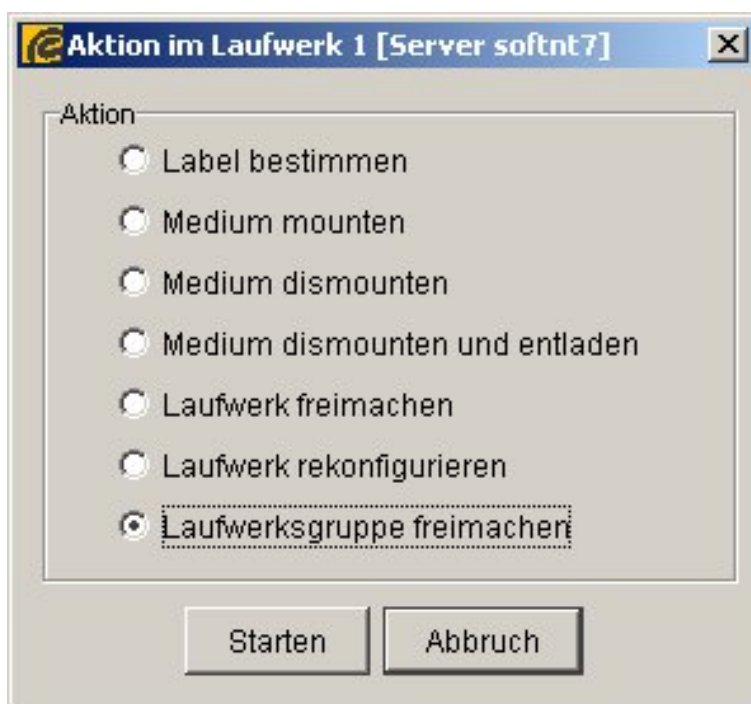 Aktion im Laufwerk 1 [Server softnt7]
Aktion
Label bestimmen
Medium mounten
Medium dismounten
Medium dismounten und entladen
Laufwerk freimachen
Laufwerk rekonfigurieren
Laufwerksgruppe freimachen
Starten Abbruch